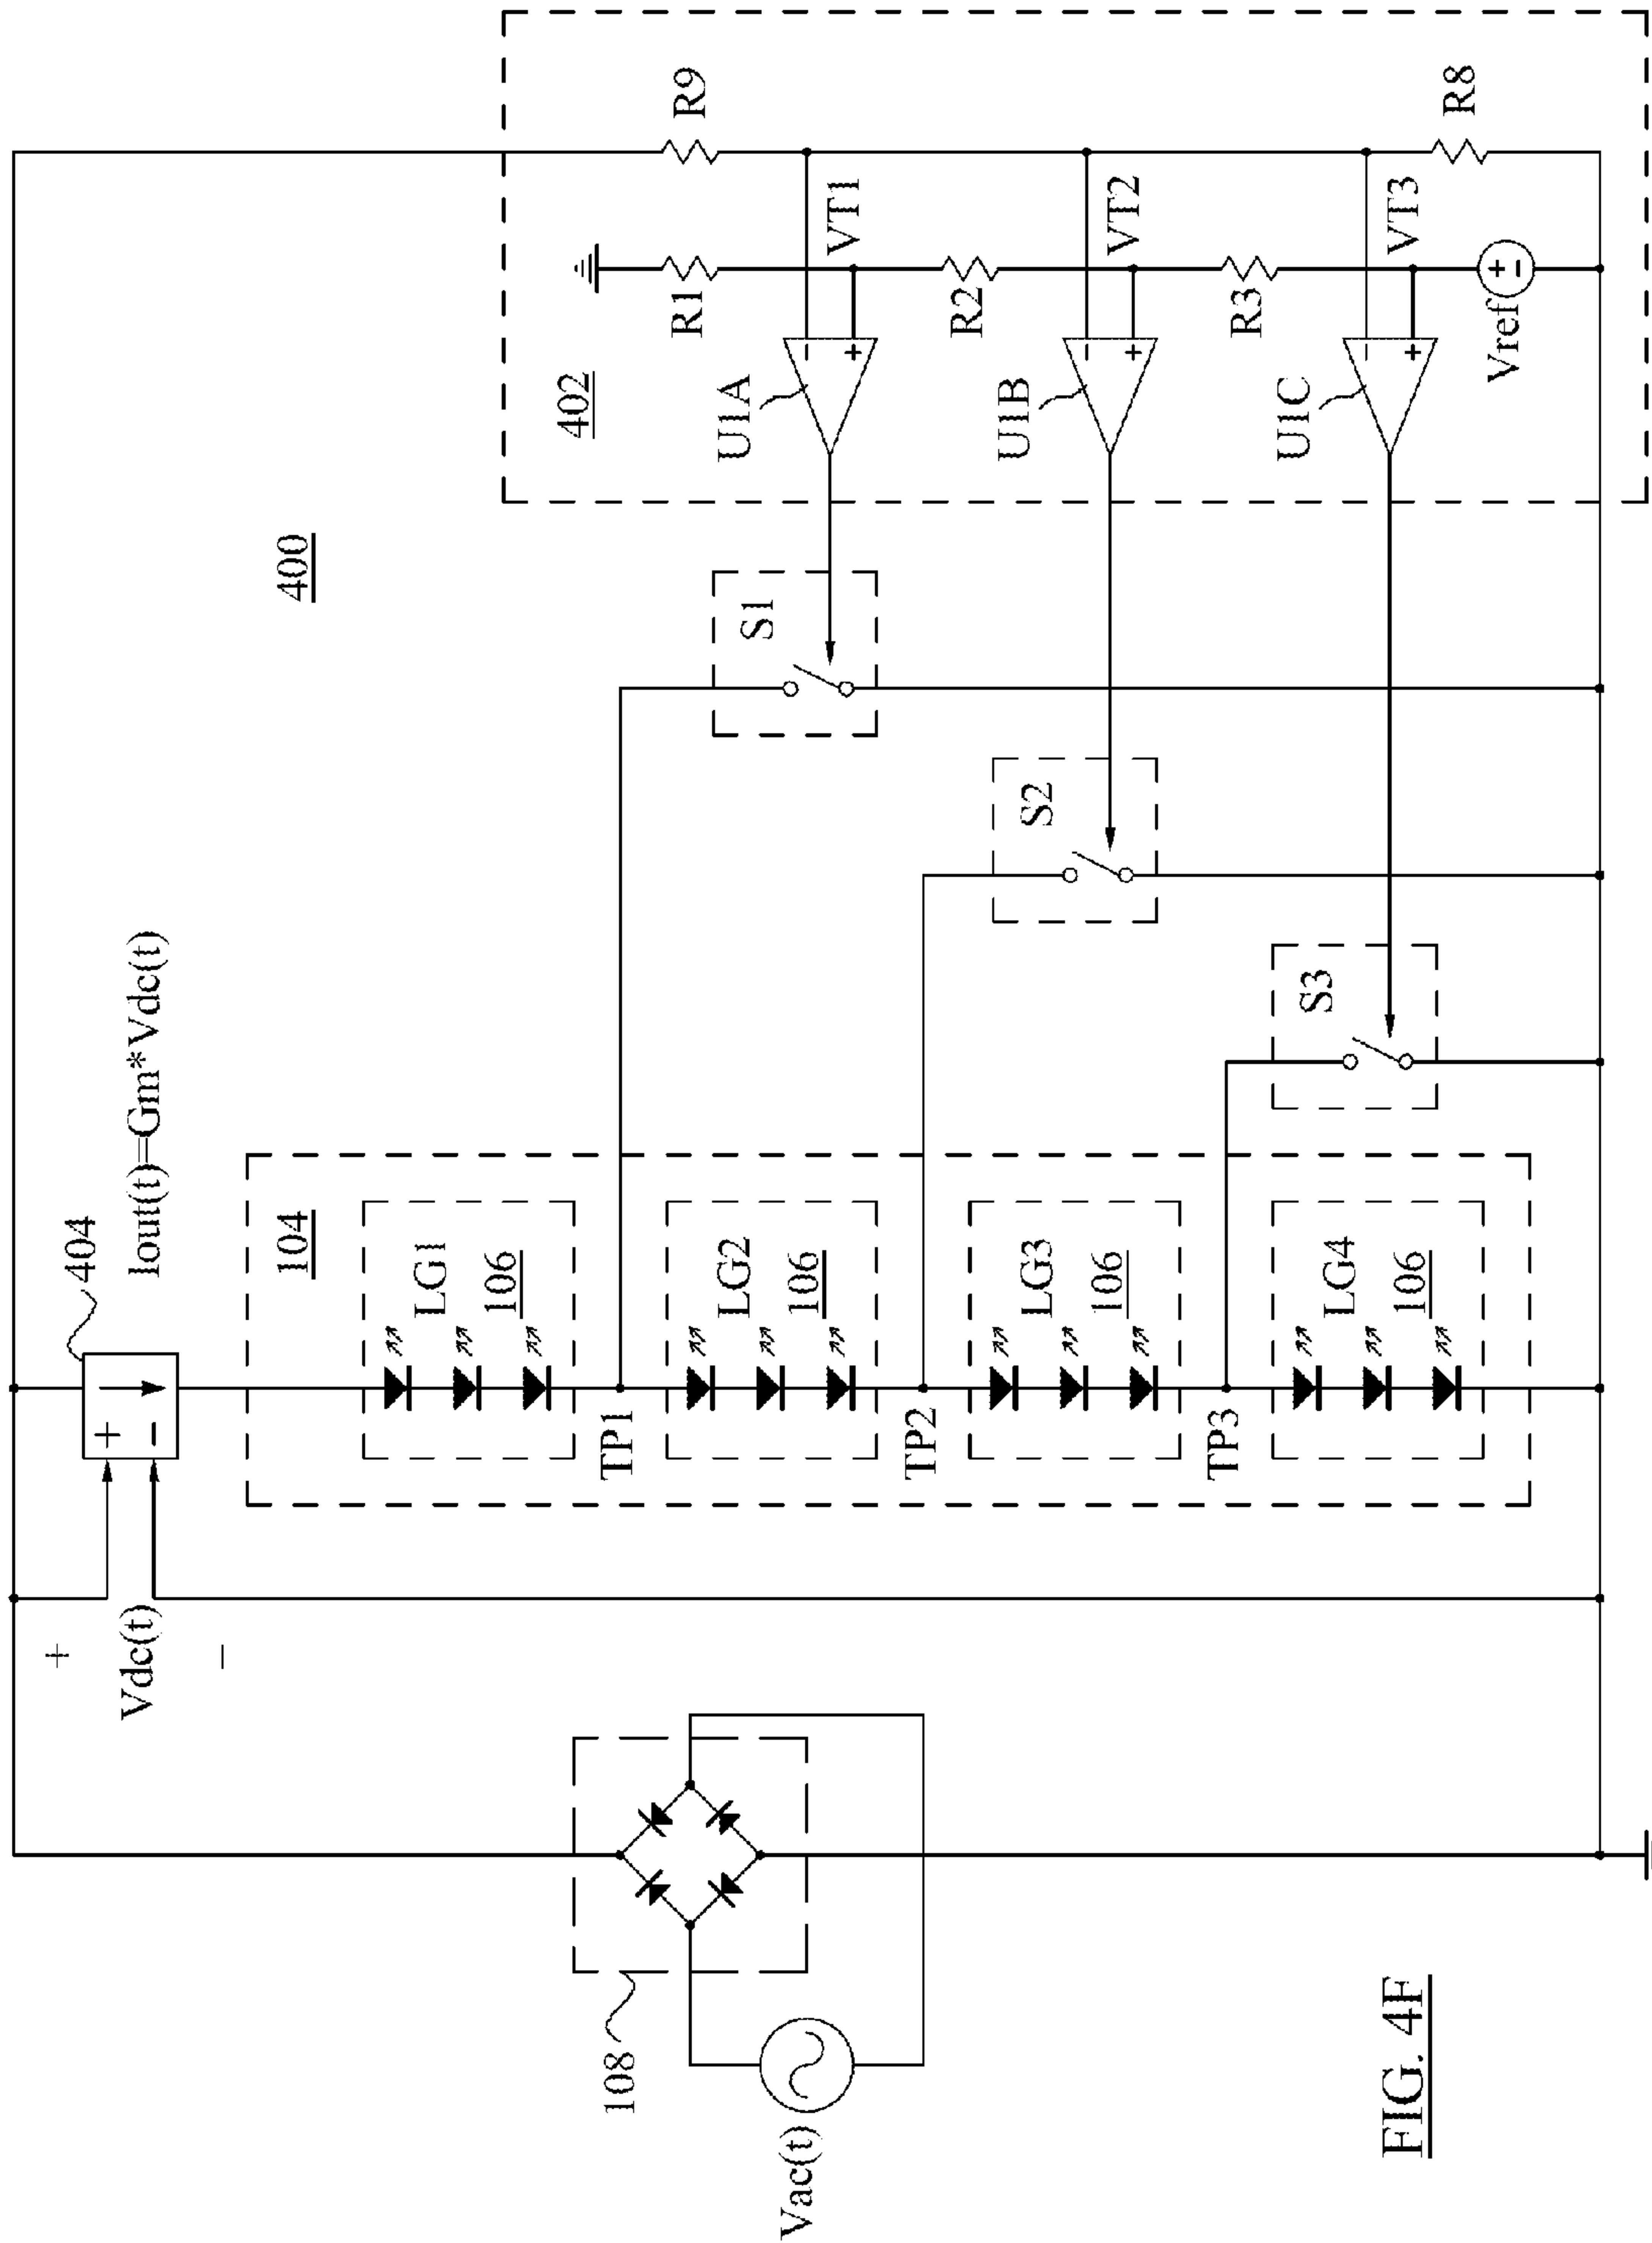 400
404
Iout(t)=Gm*Vdc(t)
+
Vdc(t)
−
+
−
104
LG1
106
TP1
LG2
106
TP2
LG3
106
TP3
LG4
106
S1
S2
S3
402
R9
R1
VT1
U1A
−
+
R2
VT2
U1B
−
+
R3
VT3
U1C
−
+
R8
Vref
+
−
108
Vac(t)
FIG. 4F